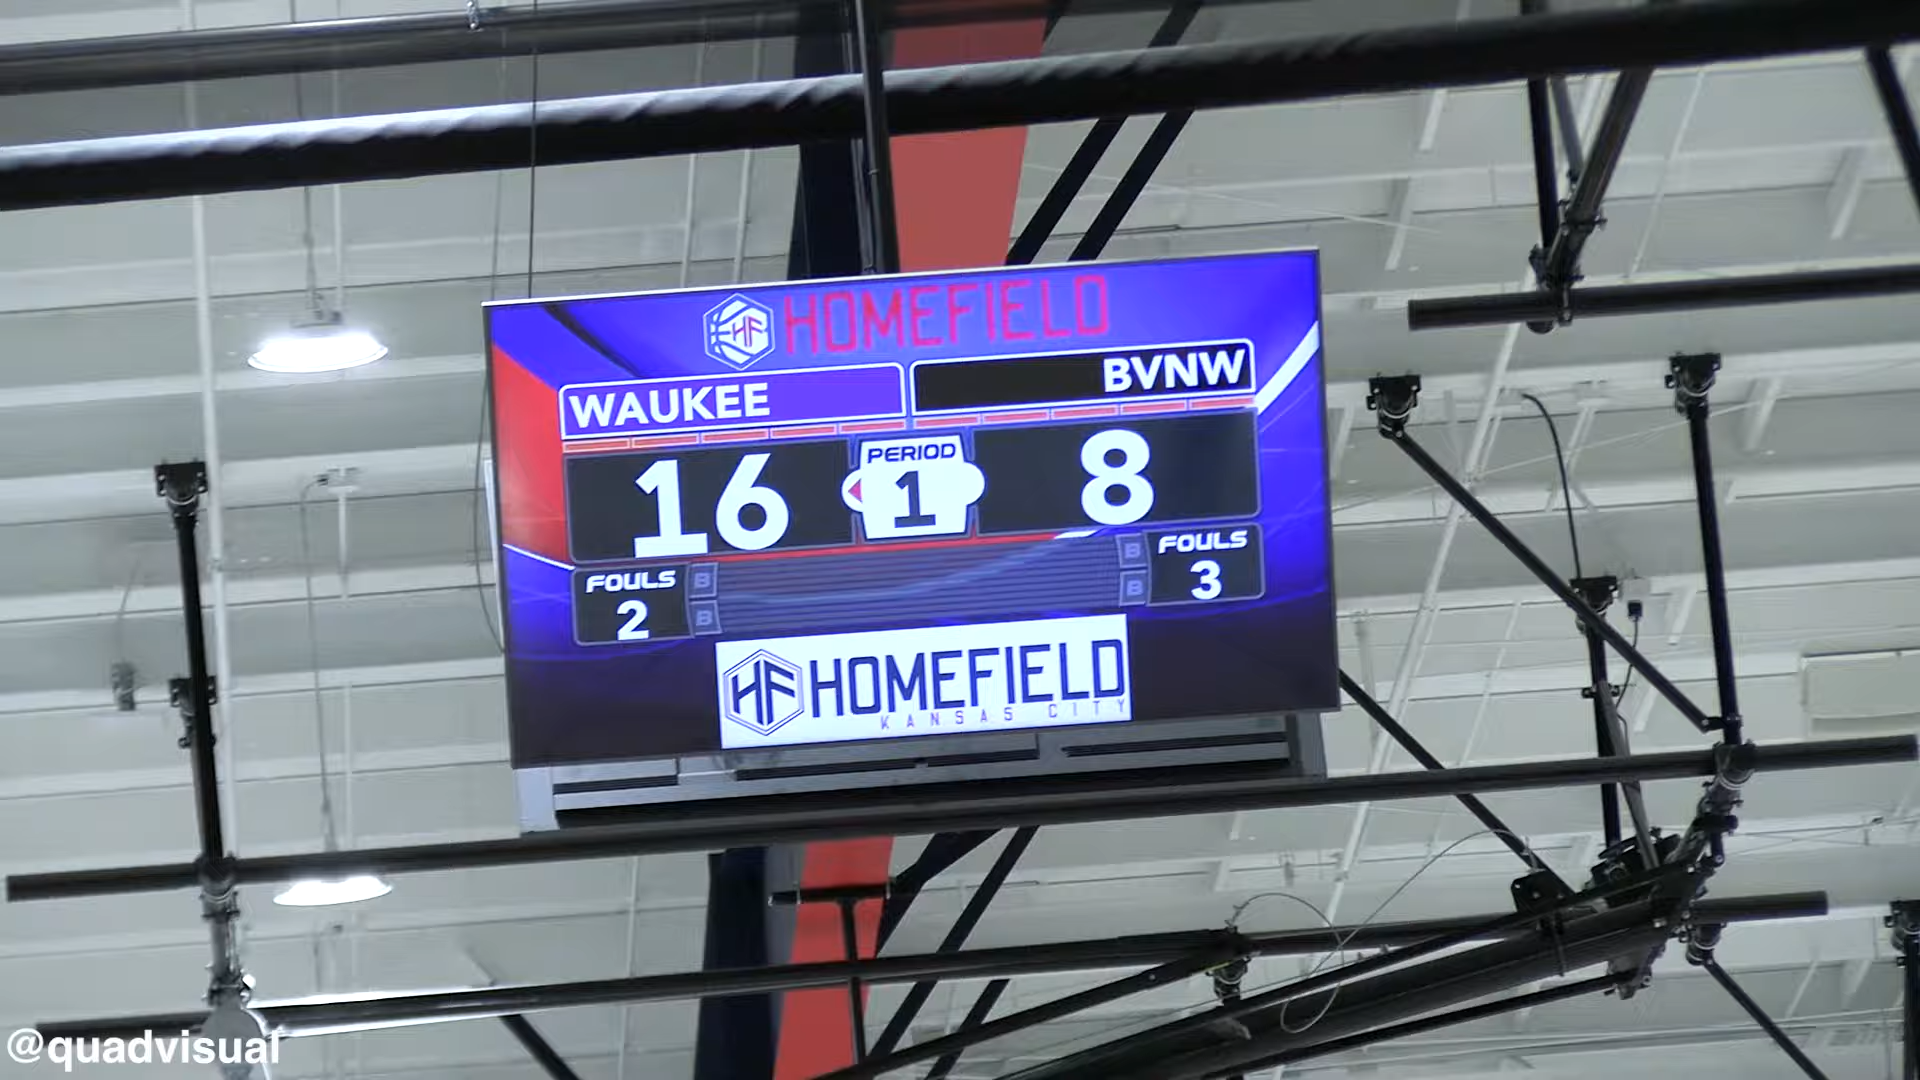 HF HOMEFIELD
WAUKEE BVNW
16 PERIOD 1 8
FOULS B B FOULS
2 B B 3
HF HOMEFIELD
KANSAS CITY
@quadvisual